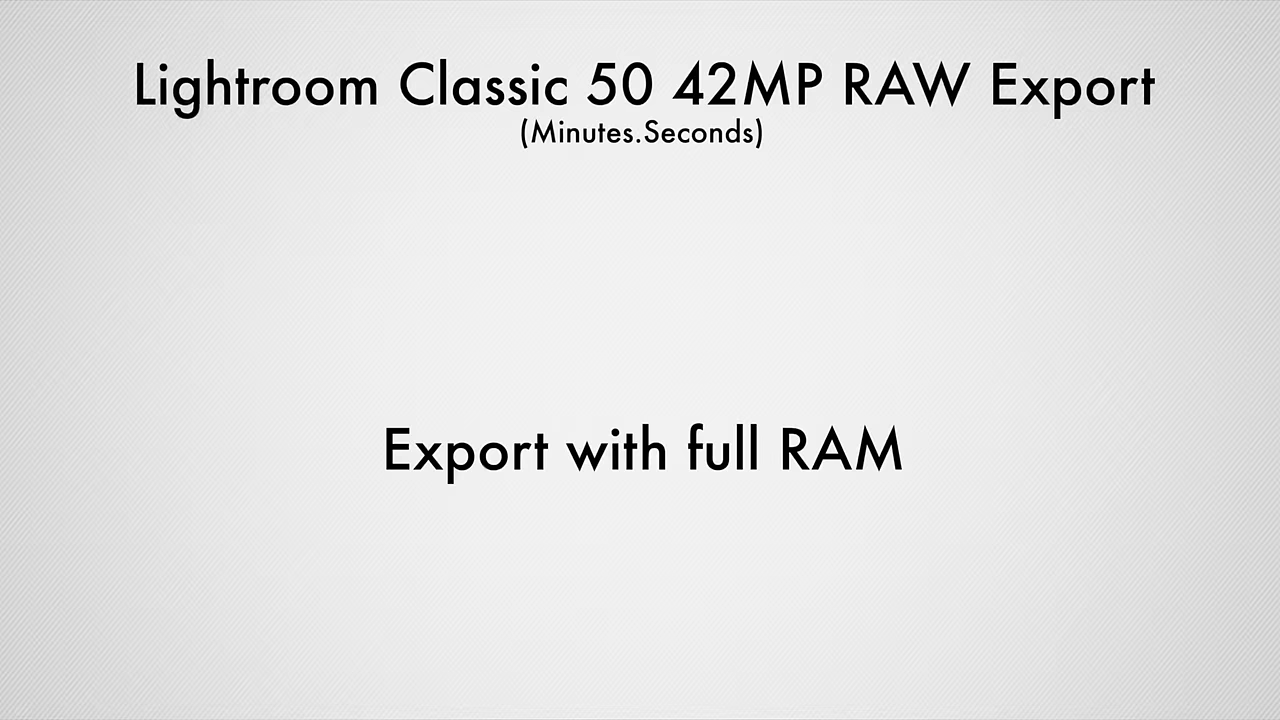 Lightroom Classic 50 42MP RAW Export
(Minutes.Seconds)
Export with full RAM